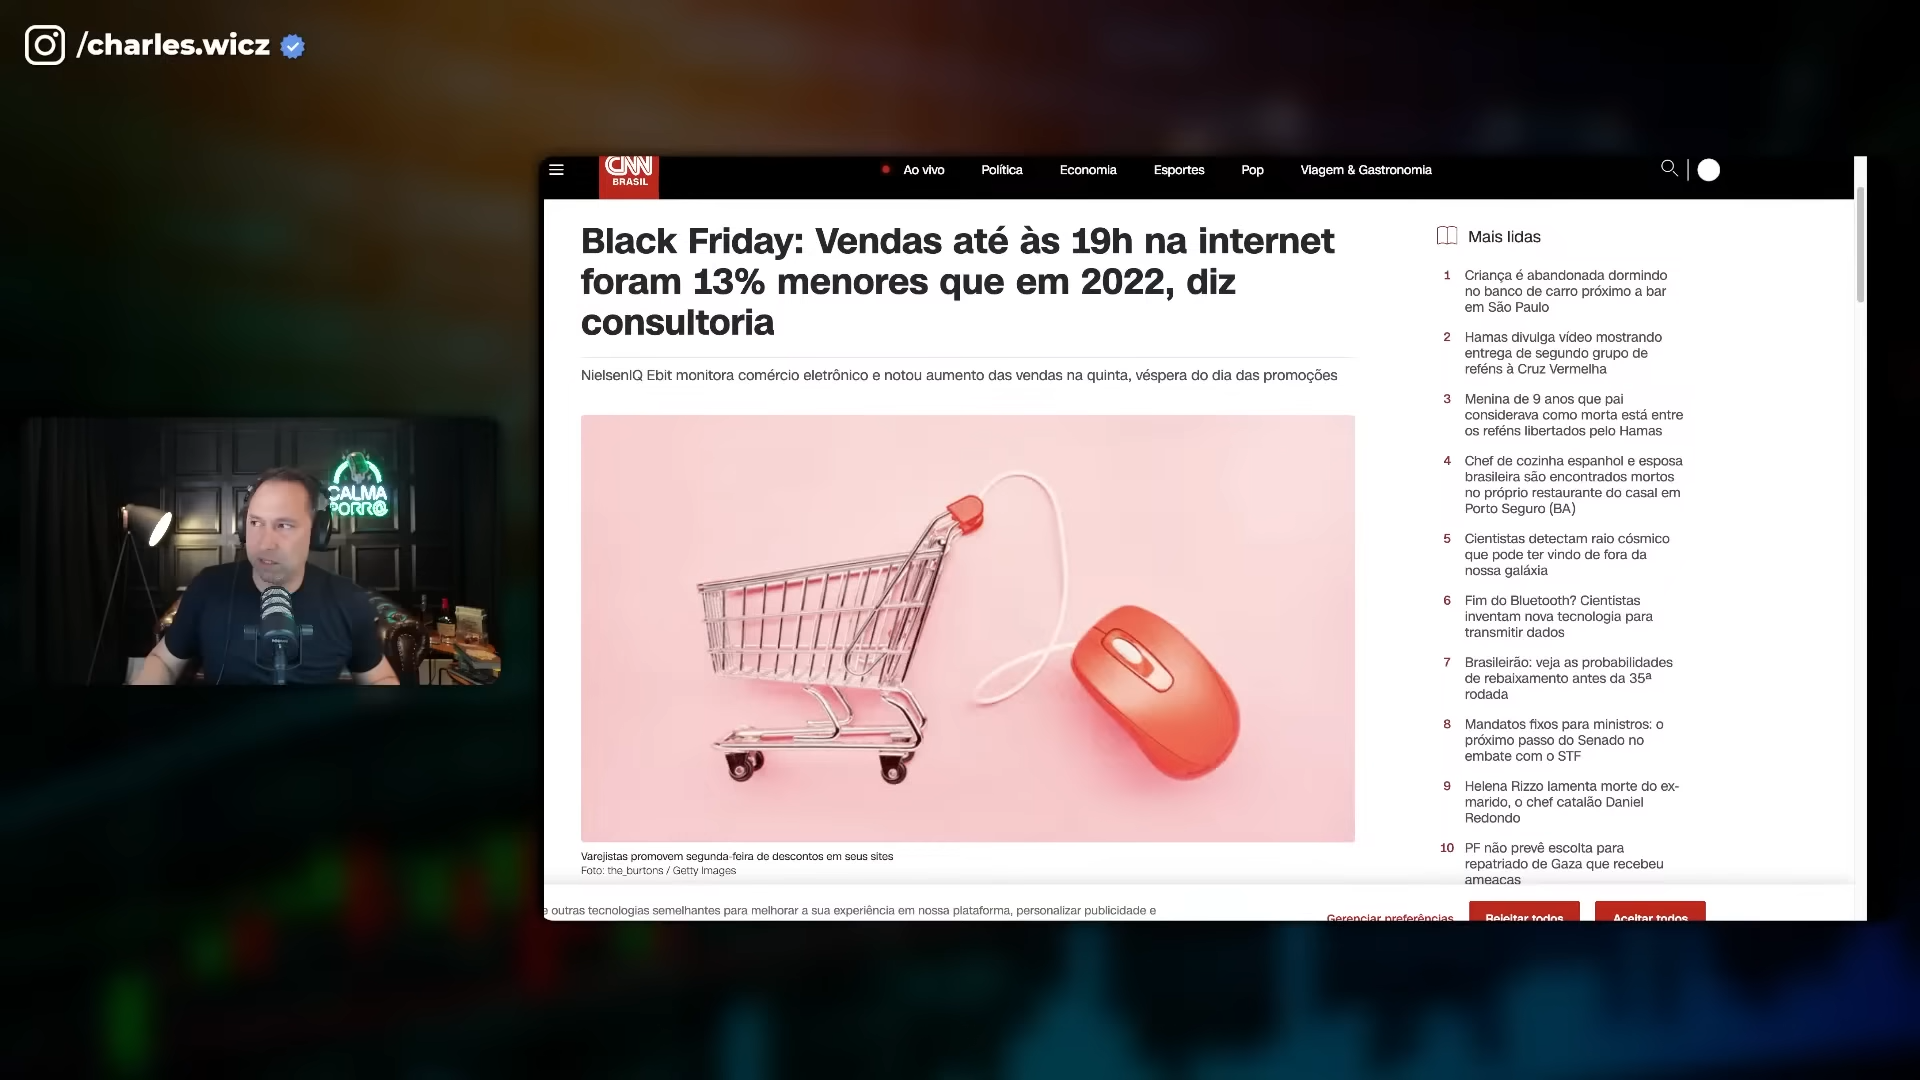 /charles.wicz
CALMA
PORRO
CNN
BRASIL
Ao vivo
Política
Economia
Esportes
Pop
Viagem & Gastronomia
Black Friday: Vendas até às 19h na internet
foram 13% menores que em 2022, diz
consultoria
NielsenIQ Ebit monitora comércio eletrônico e notou aumento das vendas na quinta, véspera do dia das promoções
Varejistas promovem segunda-feira de descontos em seus sites
Foto: the_burtons / Getty Images
Mais lidas
1 Criança é abandonada dormindo
no banco de carro próximo a bar
em São Paulo
2 Hamas divulga vídeo mostrando
entrega de segundo grupo de
reféns à Cruz Vermelha
3 Menina de 9 anos que pai
considerava como morta está entre
os reféns libertados pelo Hamas
4 Chef de cozinha espanhol e esposa
brasileira são encontrados mortos
no próprio restaurante do casal em
Porto Seguro (BA)
5 Cientistas detectam raio cósmico
que pode ter vindo de fora da
nossa galáxia
6 Fim do Bluetooth? Cientistas
inventam nova tecnologia para
transmitir dados
7 Brasileirão: veja as probabilidades
de rebaixamento antes da 35ª
rodada
8 Mandatos fixos para ministros: o
próximo passo do Senado no
embate com o STF
9 Helena Rizzo lamenta morte do ex-
marido, o chef catalão Daniel
Redondo
10 PF não prevê escolta para
repatriado de Gaza que recebeu
ameaças
e outras tecnologias semelhantes para melhorar a sua experiência em nossa plataforma, personalizar publicidade e
Gerenciar preferências
Rejeitar todos
Aceitar todos